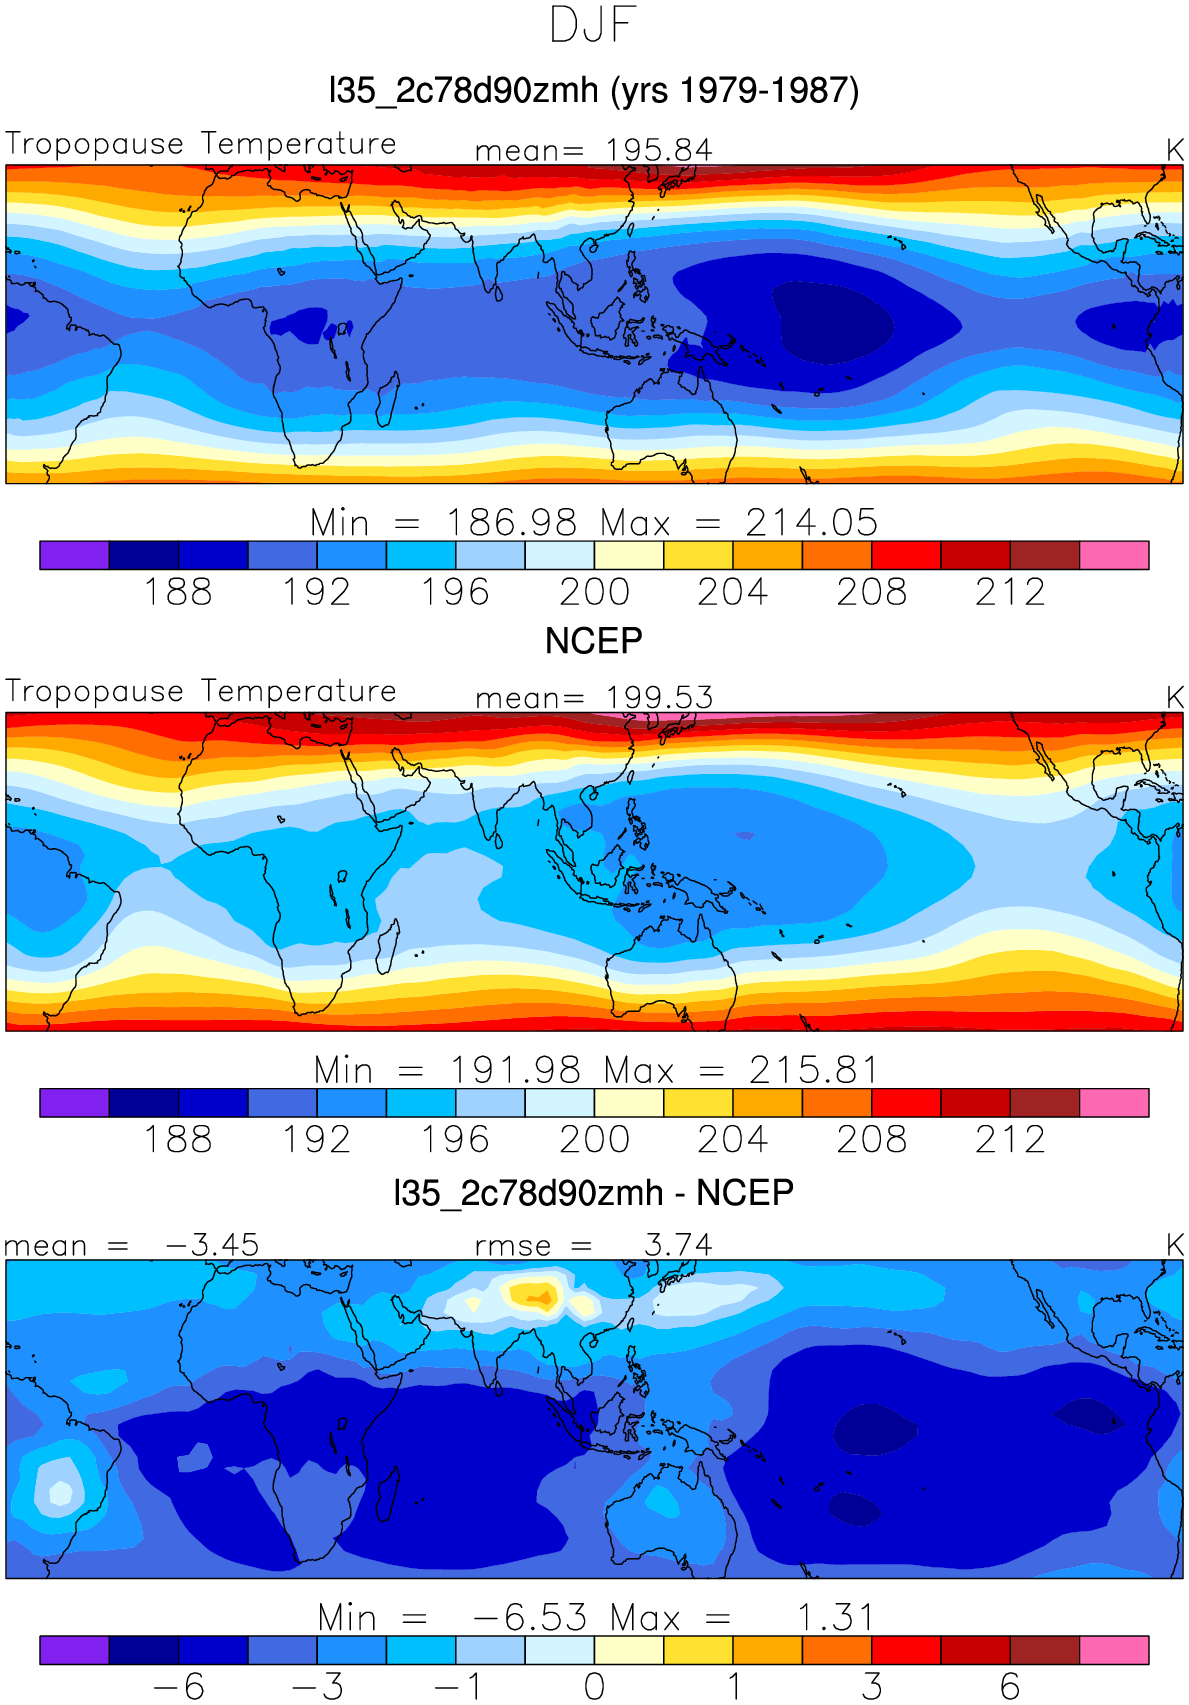 DJF
l35_2c78d90zmh (yrs 1979-1987)
Tropopause Temperature mean= 195.84 K
Min = 186.98 Max = 214.05
188 192 196 200 204 208 212
NCEP
Tropopause Temperature mean= 199.53 K
Min = 191.98 Max = 215.81
188 192 196 200 204 208 212
l35_2c78d90zmh - NCEP
mean = -3.45 rmse = 3.74 K
Min = -6.53 Max = 1.31
-6 -3 -1 0 1 3 6